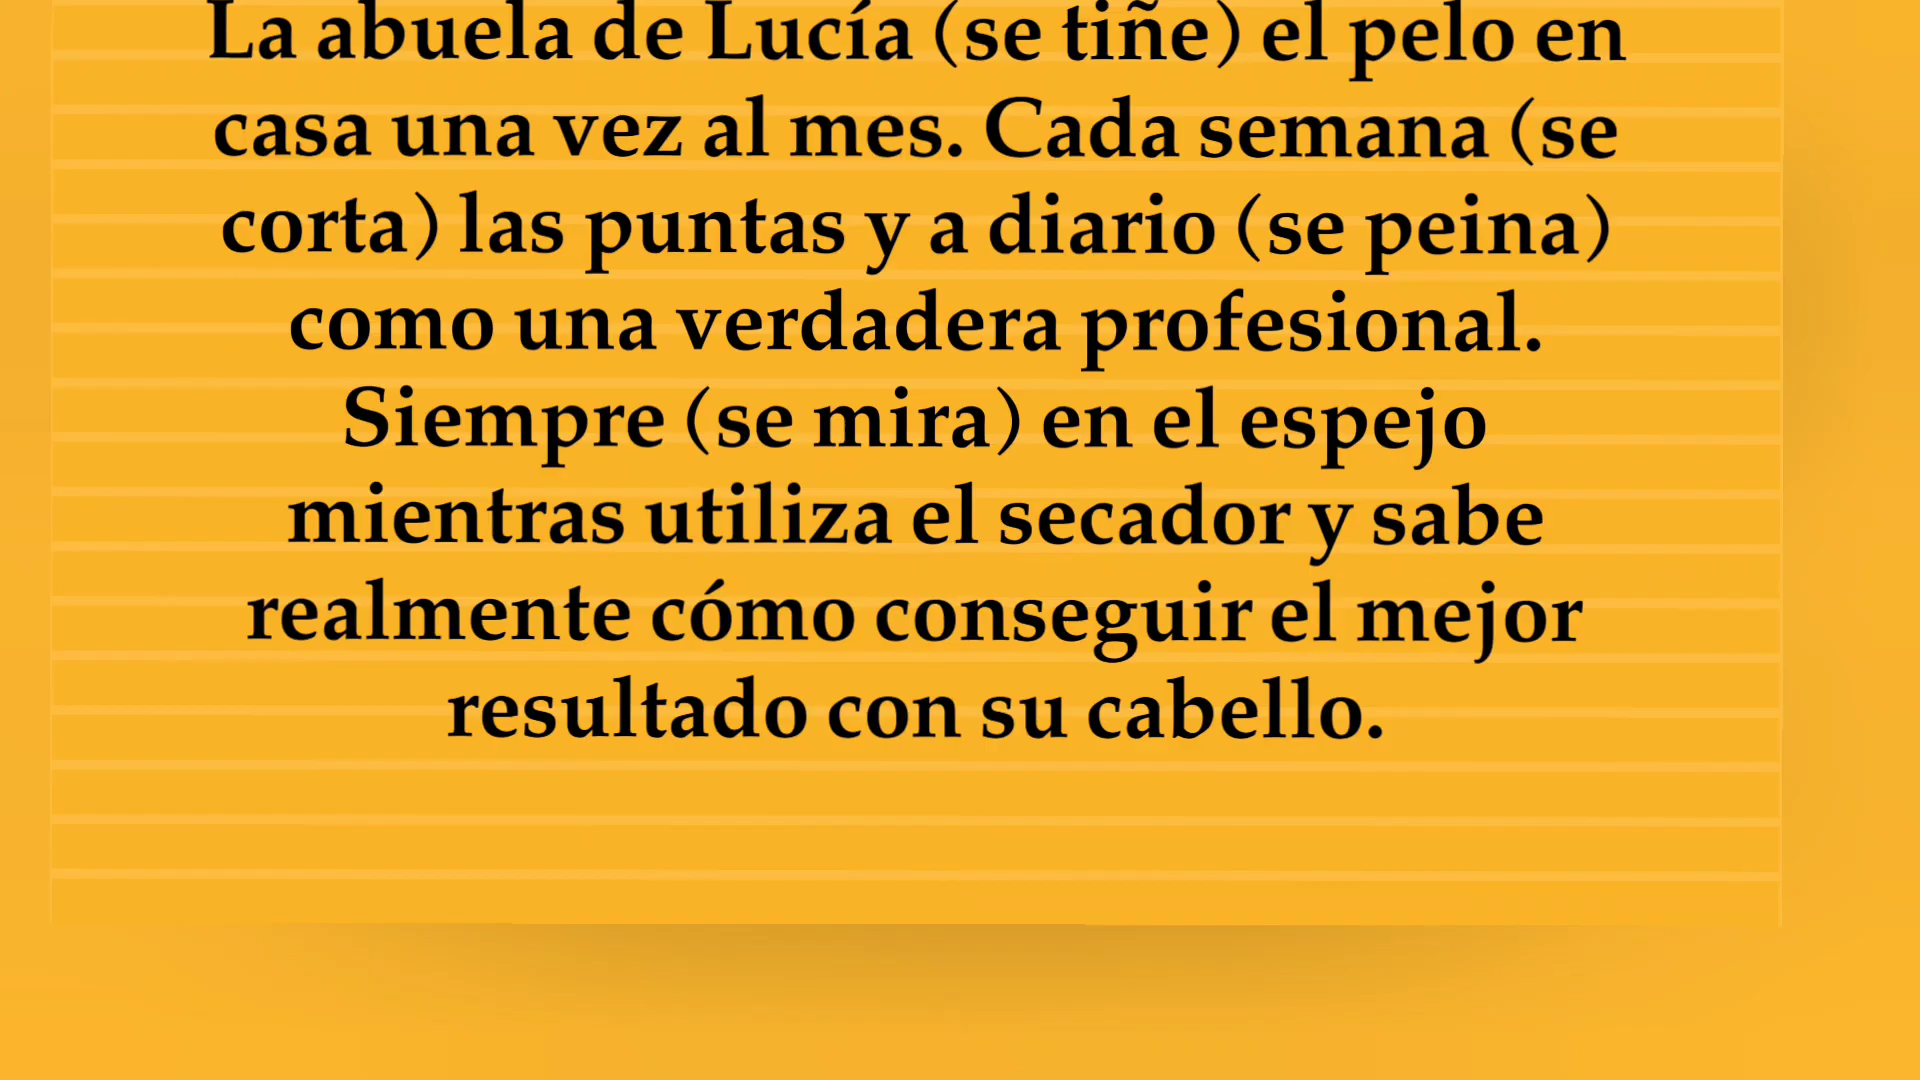 La abuela de Lucía (se tiñe) el pelo en
casa una vez al mes. Cada semana (se
corta) las puntas y a diario (se peina)
como una verdadera profesional.
Siempre (se mira) en el espejo
mientras utiliza el secador y sabe
realmente cómo conseguir el mejor
resultado con su cabello.